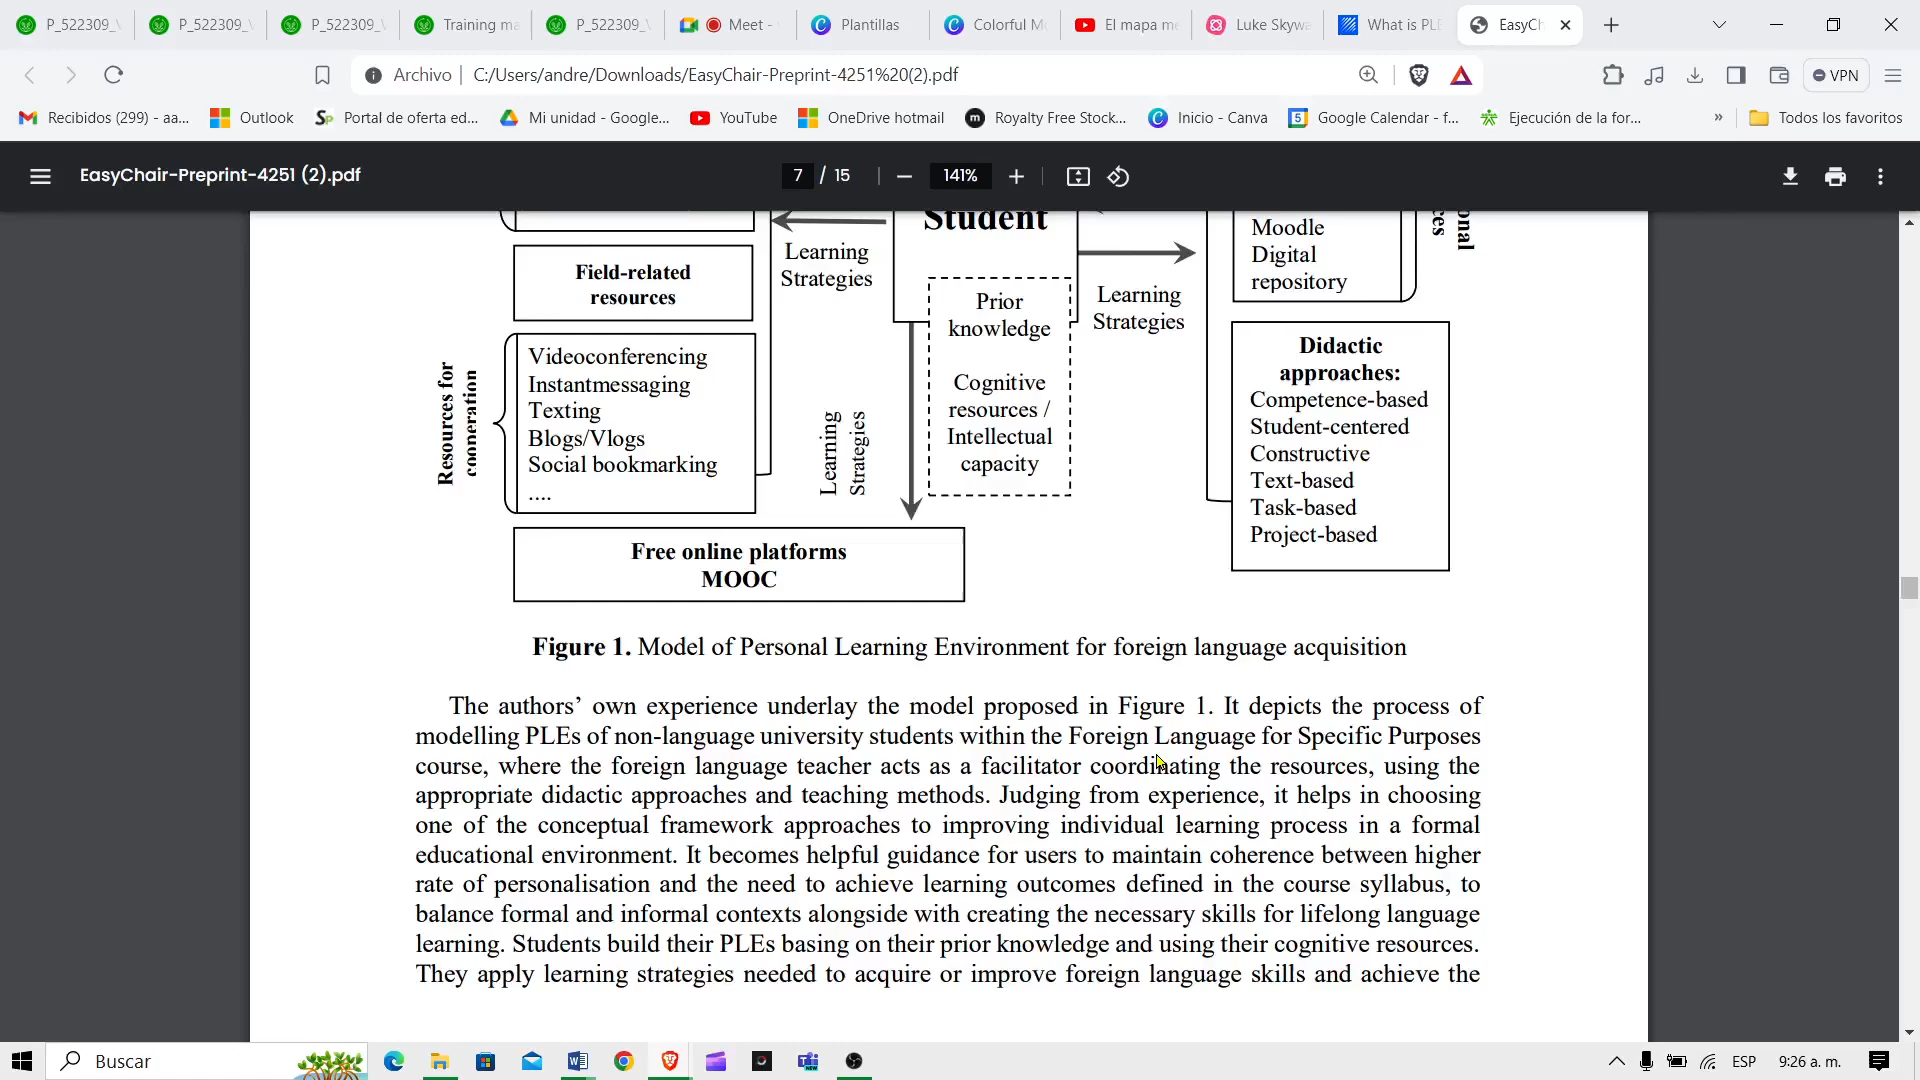 P_522309_V
P_522309_V
P_522309_V
Training ma
P_522309_V
Meet -
Plantillas
Colorful Mo
El mapa me
Luke Skywa
What is PLE
EasyCh
Archivo
C:/Users/andre/Downloads/EasyChair-Preprint-4251%20(2).pdf
VPN
Recibidos (299) - aa...
Outlook
Portal de oferta ed...
Mi unidad - Google...
YouTube
OneDrive hotmail
Royalty Free Stock...
Inicio - Canva
Google Calendar - f...
Ejecución de la for...
»
Todos los favoritos
EasyChair-Preprint-4251 (2).pdf
7 / 15
141%
Student
Learning
Strategies
Field-related
resources
Moodle
Digital
repository
onal
ces
Prior
knowledge
Cognitive
resources /
Intellectual
capacity
Learning
Strategies
Resources for
cooperation
Videoconferencing
Instantmessaging
Texting
Blogs/Vlogs
Social bookmarking
....
Learning
Strategies
Didactic
approaches:
Competence-based
Student-centered
Constructive
Text-based
Task-based
Project-based
Free online platforms
MOOC
Figure 1. Model of Personal Learning Environment for foreign language acquisition
The authors’ own experience underlay the model proposed in Figure 1. It depicts the process of
modelling PLEs of non-language university students within the Foreign Language for Specific Purposes
course, where the foreign language teacher acts as a facilitator coordinating the resources, using the
appropriate didactic approaches and teaching methods. Judging from experience, it helps in choosing
one of the conceptual framework approaches to improving individual learning process in a formal
educational environment. It becomes helpful guidance for users to maintain coherence between higher
rate of personalisation and the need to achieve learning outcomes defined in the course syllabus, to
balance formal and informal contexts alongside with creating the necessary skills for lifelong language
learning. Students build their PLEs basing on their prior knowledge and using their cognitive resources.
They apply learning strategies needed to acquire or improve foreign language skills and achieve the
Buscar
ESP
9:26 a. m.